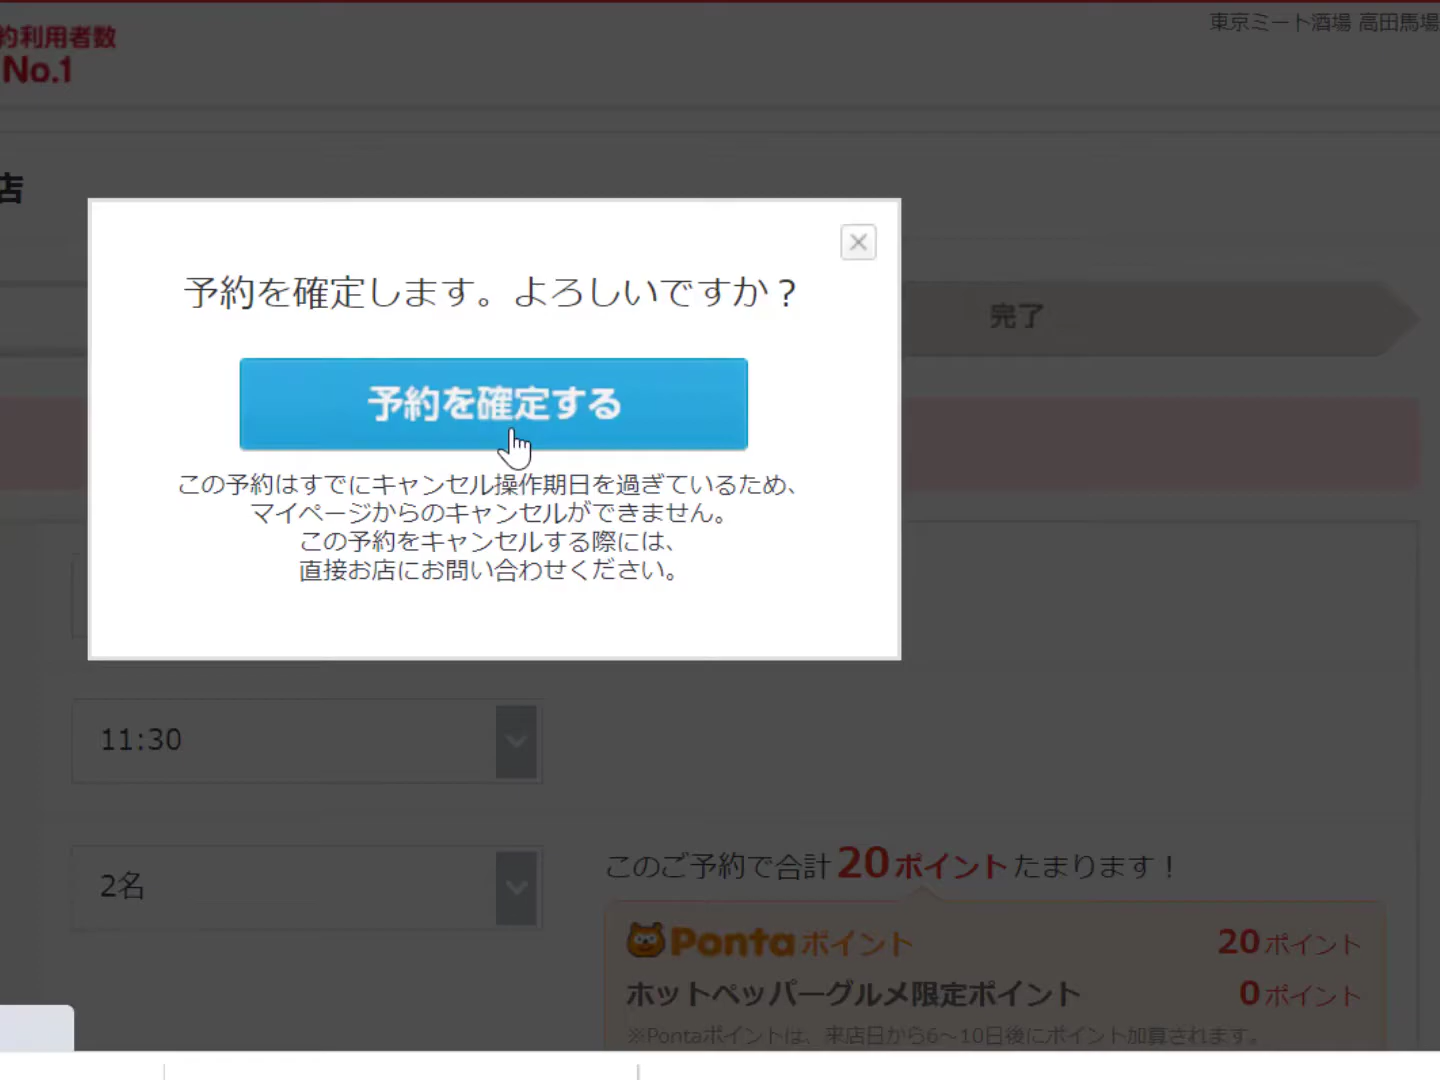 約利用者数
No.1
東京ミート酒場 高田馬場
店
予約を確定します。よろしいですか？
完了
予約を確定する
この予約はすでにキャンセル操作期日を過ぎているため、
マイページからのキャンセルができません。
この予約をキャンセルする際には、
直接お店にお問い合わせください。
11:30
2名
このご予約で合計20ポイントたまります！
Pontaポイント 20ポイント
ホットペッパーグルメ限定ポイント 0ポイント
※Pontaポイントは、来店日から6～10日後にポイント加算されます。